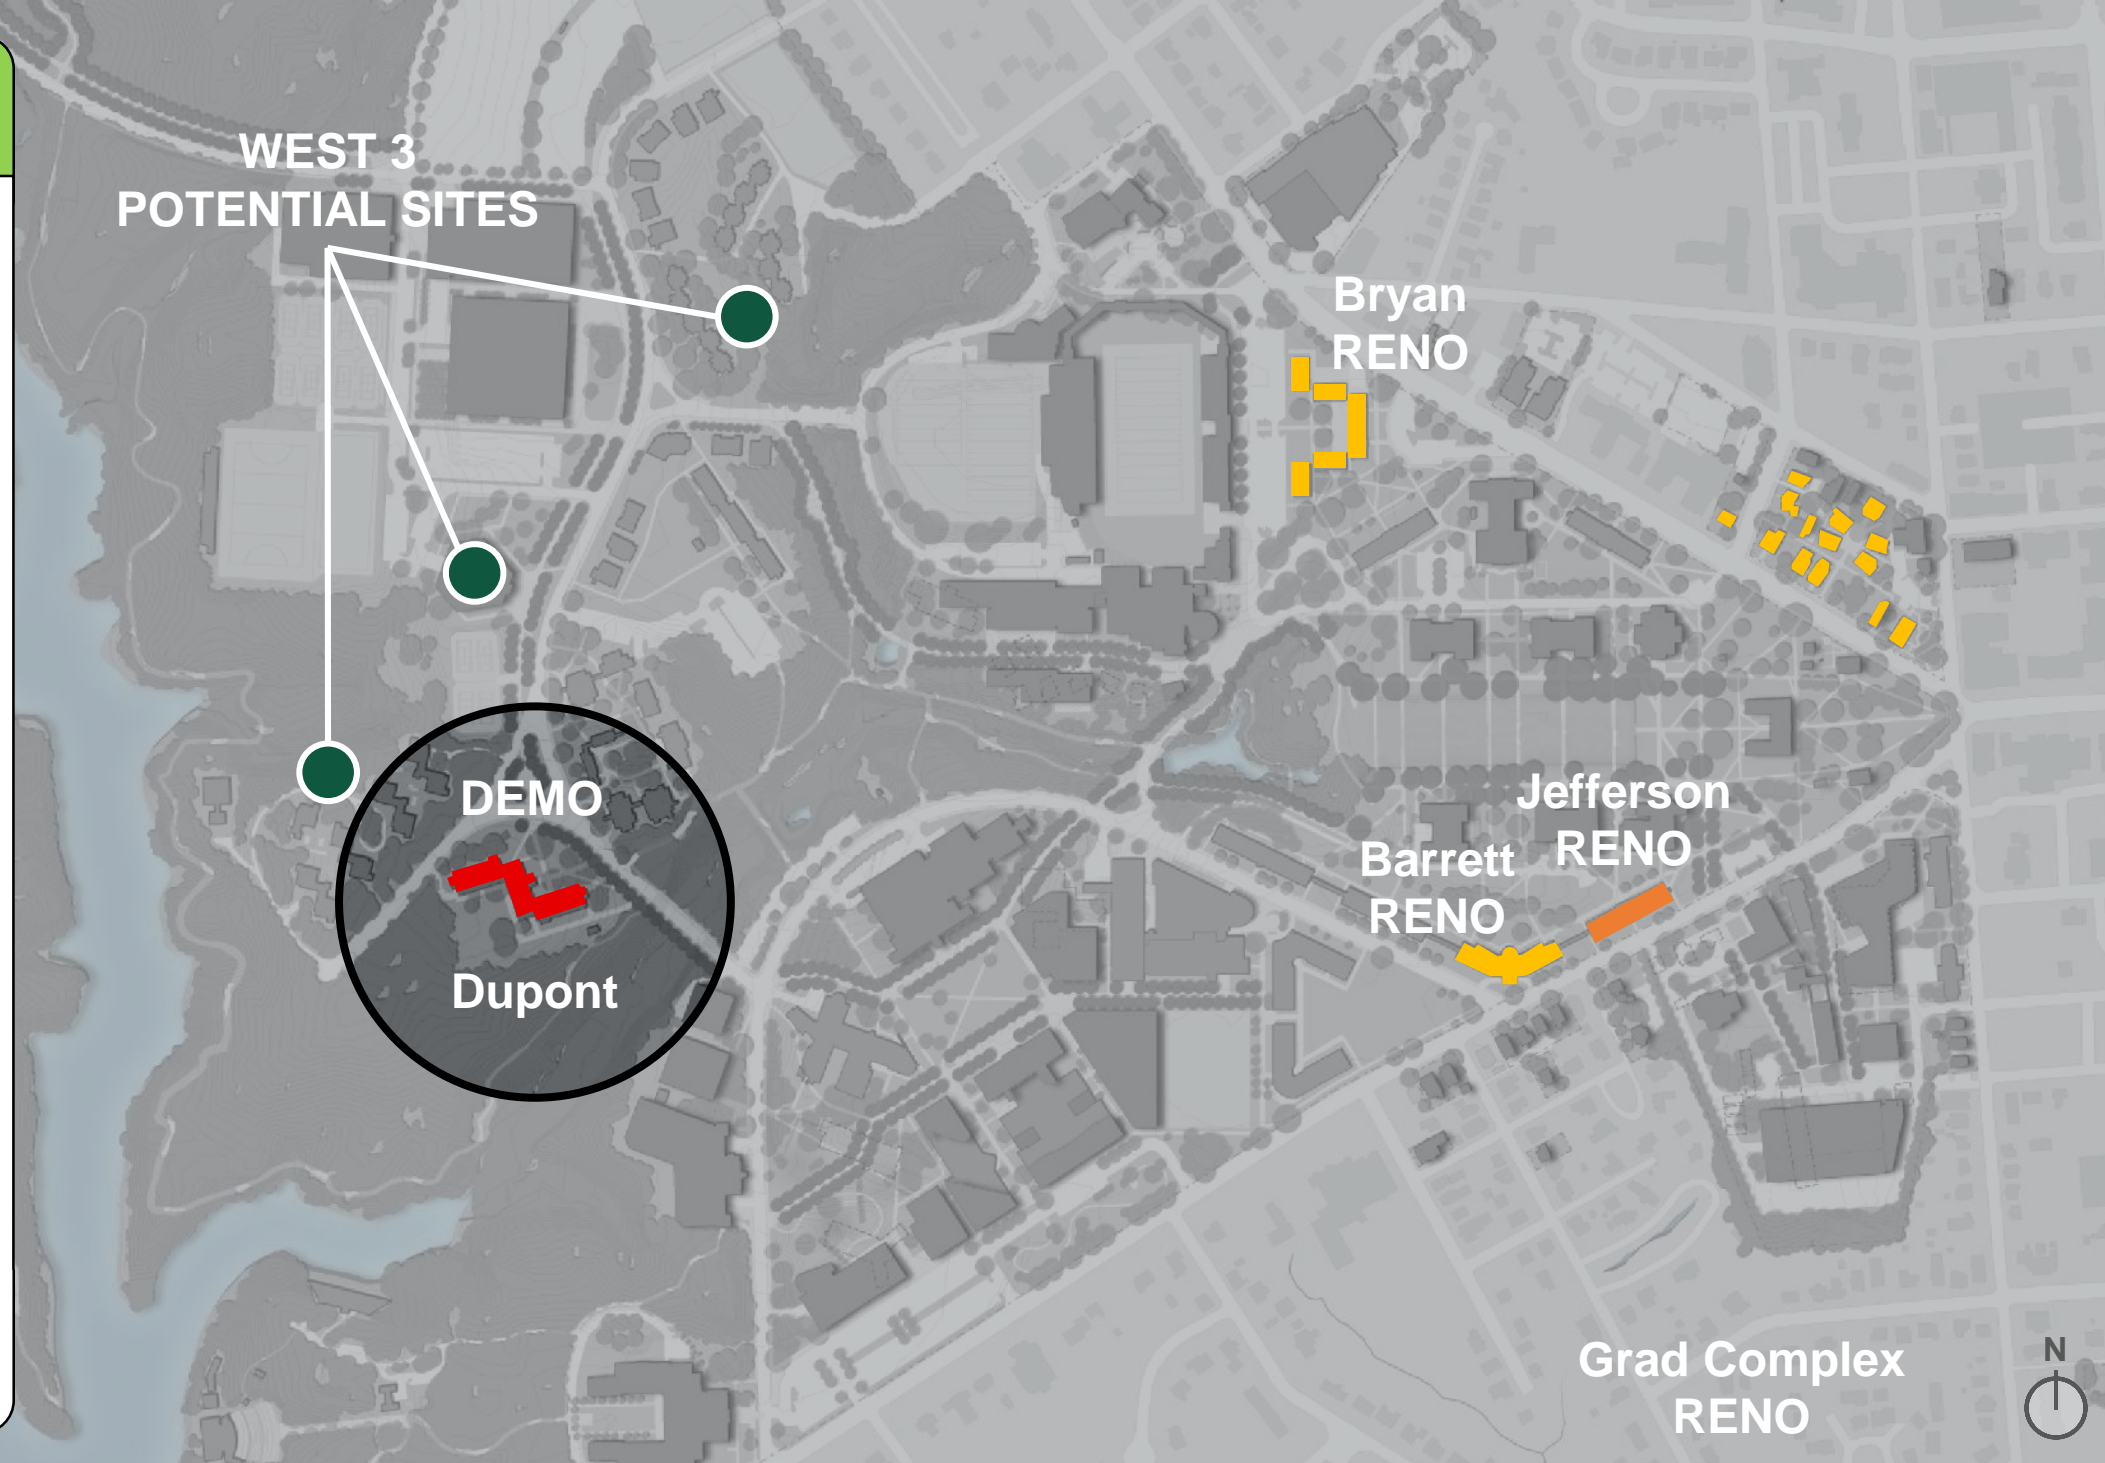 WEST 3
POTENTIAL SITES
Bryan
RENO
DEMO
Dupont
Jefferson
RENO
Barrett
RENO
Grad Complex
RENO
N